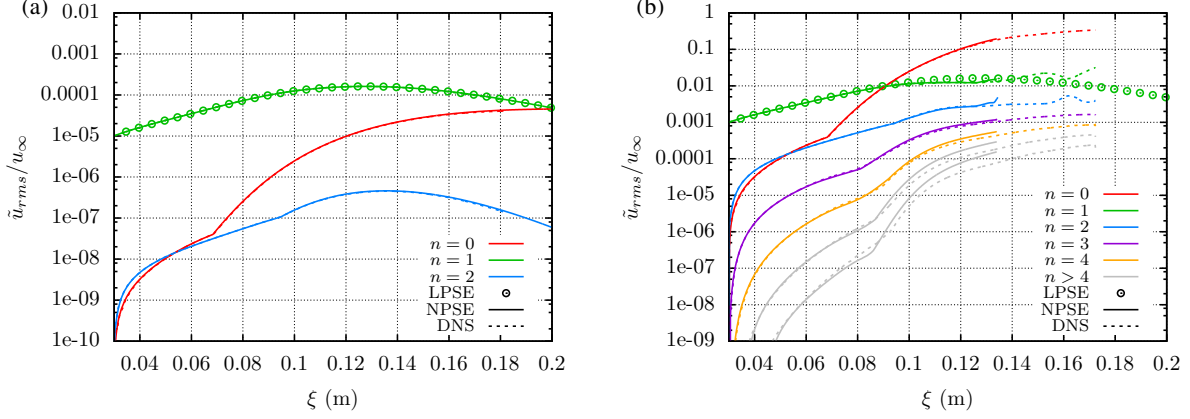 (a)
0.01
0.001
0.0001
1e-05
1e-06
1e-07
1e-08
1e-09
1e-10
ũrms/u∞
0.04 0.06 0.08 0.1 0.12 0.14 0.16 0.18 0.2
ξ (m)
n = 0
n = 1
n = 2
LPSE
NPSE
DNS
(b)
1
0.1
0.01
0.001
0.0001
1e-05
1e-06
1e-07
1e-08
1e-09
ũrms/u∞
0.04 0.06 0.08 0.1 0.12 0.14 0.16 0.18 0.2
ξ (m)
n = 0
n = 1
n = 2
n = 3
n = 4
n > 4
LPSE
NPSE
DNS